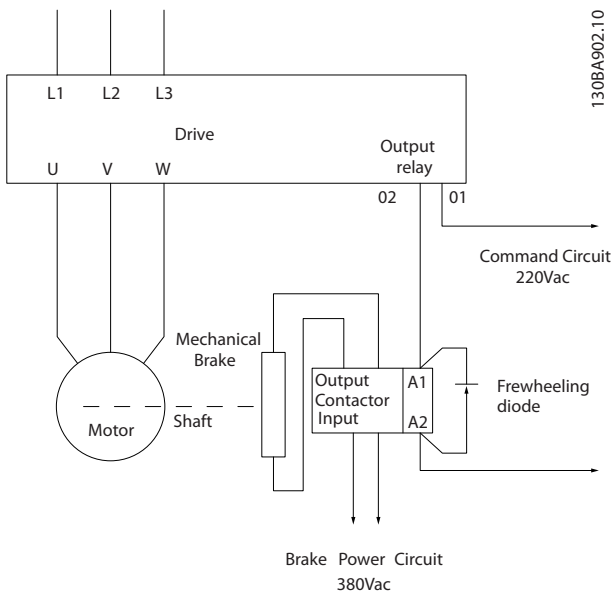 130BA902.10
L1 L2 L3
Drive
Output
relay
U V W
02 01
Command Circuit
220Vac
Mechanical
Brake
Output
Contactor
Input
A1
A2
Frewheeling
diode
Shaft
Motor
Brake Power Circuit
380Vac